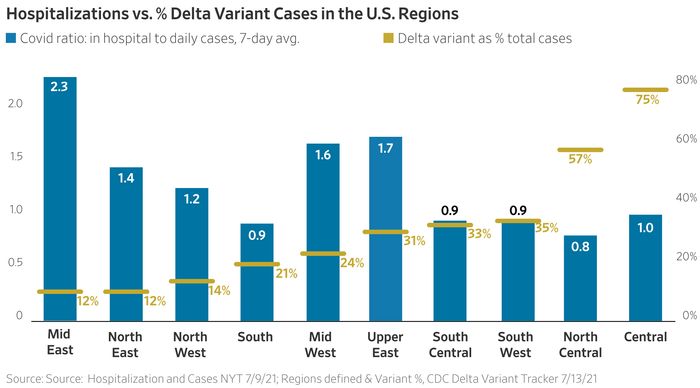 Hospitalizations vs. % Delta Variant Cases in the U.S. Regions
Covid ratio: in hospital to daily cases, 7-day avg.
Delta variant as % total cases
2.0
1.5
1.0
0.5
0
80%
60%
40%
20%
0%
2.3
1.4
1.2
0.9
1.6
1.7
0.9
0.9
0.8
1.0
12%
12%
14%
21%
24%
31%
33%
35%
57%
75%
Mid
East
North
East
North
West
South
Mid
West
Upper
East
South
Central
South
West
North
Central
Central
Source: Source: Hospitalization and Cases NYT 7/9/21; Regions defined & Variant %, CDC Delta Variant Tracker 7/13/21